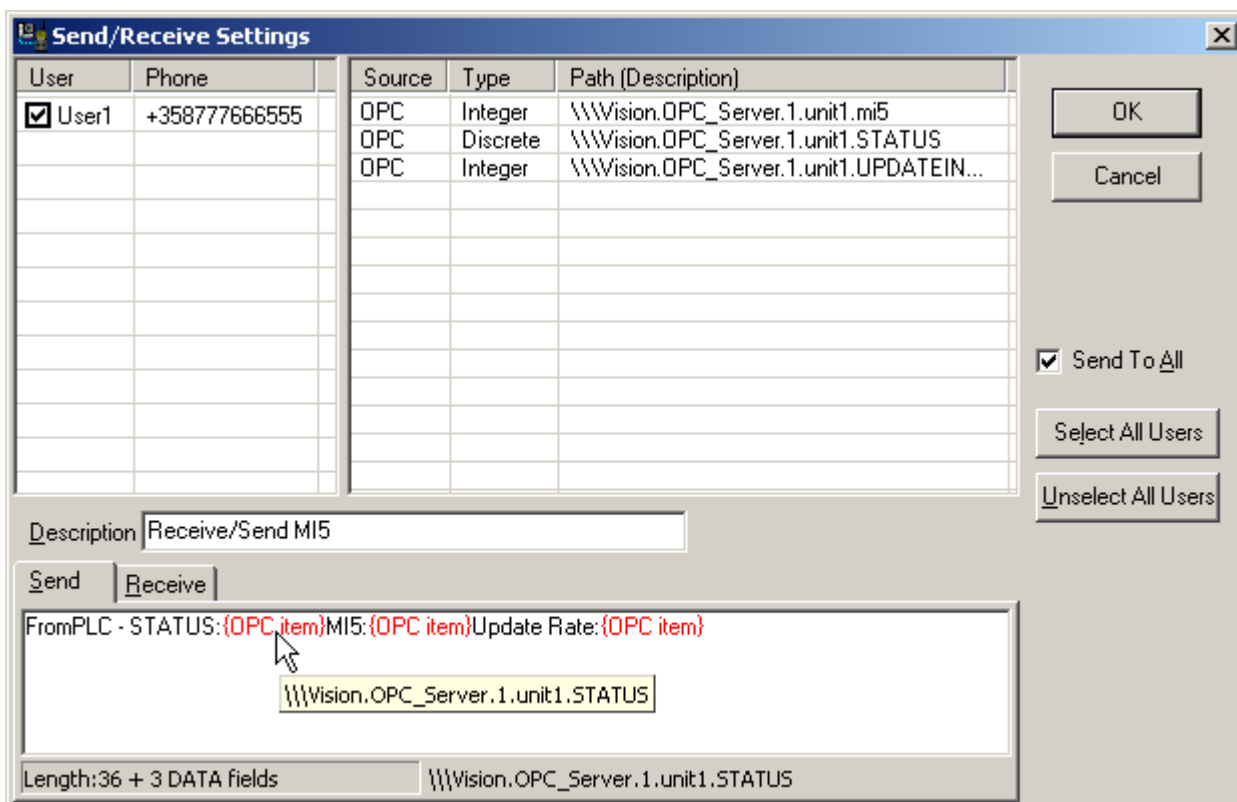 Send/Receive Settings
User Phone
User1 +358777666555
Source Type Path (Description)
OPC Integer \\\\Vision.OPC_Server.1.unit1.mi5
OPC Discrete \\\\Vision.OPC_Server.1.unit1.STATUS
OPC Integer \\\\Vision.OPC_Server.1.unit1.UPDATEIN...
OK
Cancel
Send To All
Select All Users
Unselect All Users
Description Receive/Send MI5
Send Receive
FromPLC - STATUS:{OPC item}MI5:{OPC item}Update Rate:{OPC item}
\\\Vision.OPC_Server.1.unit1.STATUS
Length:36 + 3 DATA fields \\\Vision.OPC_Server.1.unit1.STATUS